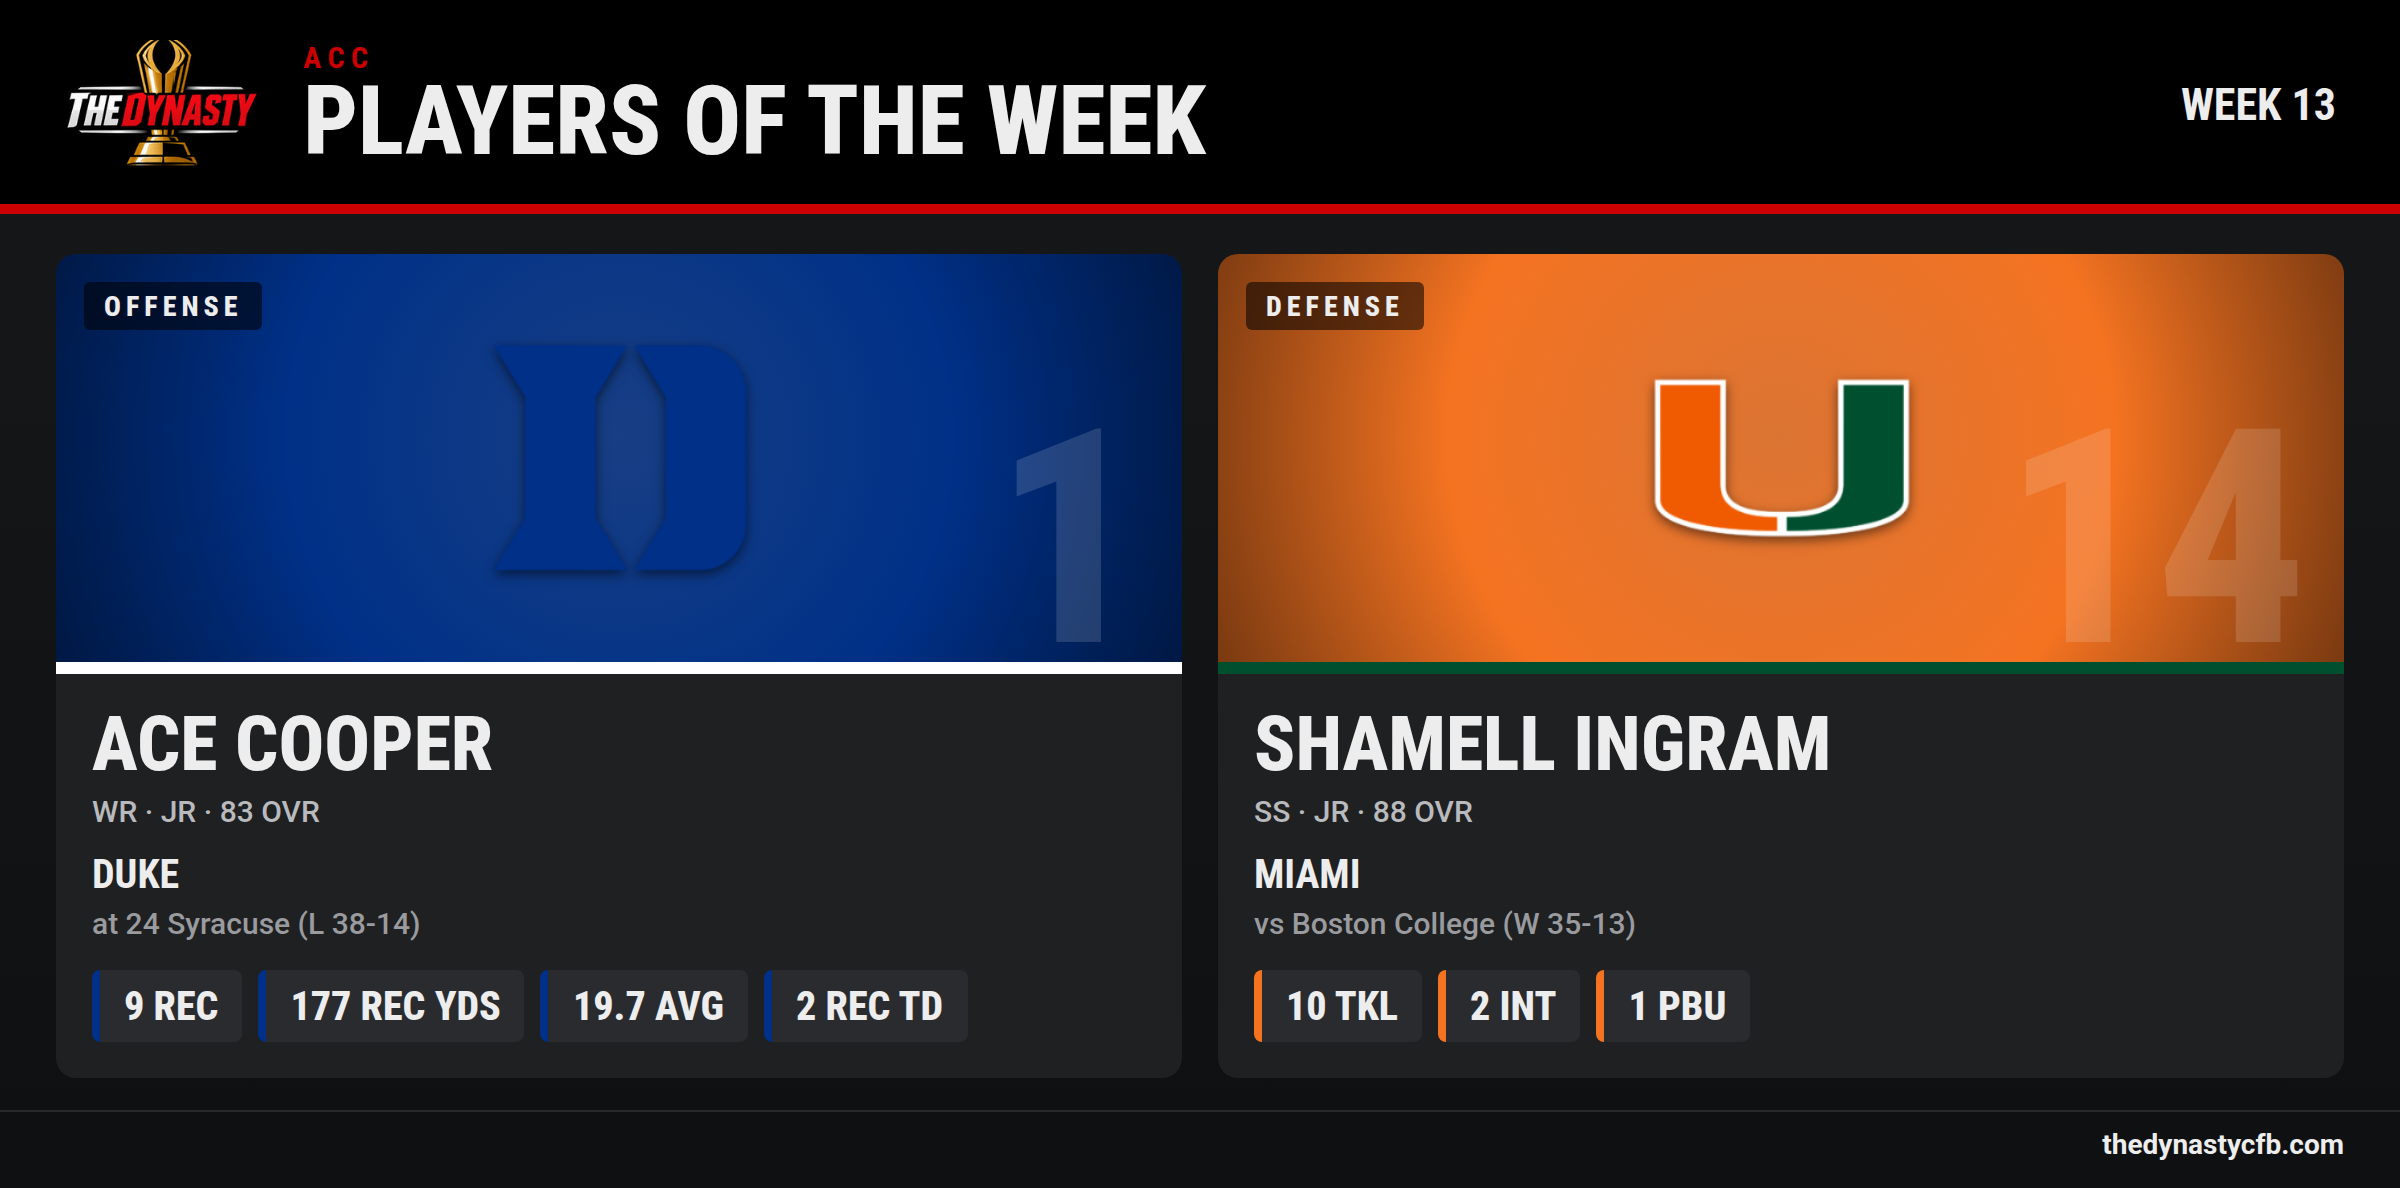 THE DYNASTY
ACC
PLAYERS OF THE WEEK
WEEK 13
OFFENSE
D
1
ACE COOPER
WR · JR · 83 OVR
DUKE
at 24 Syracuse (L 38-14)
9 REC
177 REC YDS
19.7 AVG
2 REC TD
DEFENSE
U
14
SHAMELL INGRAM
SS · JR · 88 OVR
MIAMI
vs Boston College (W 35-13)
10 TKL
2 INT
1 PBU
thedynastycfb.com